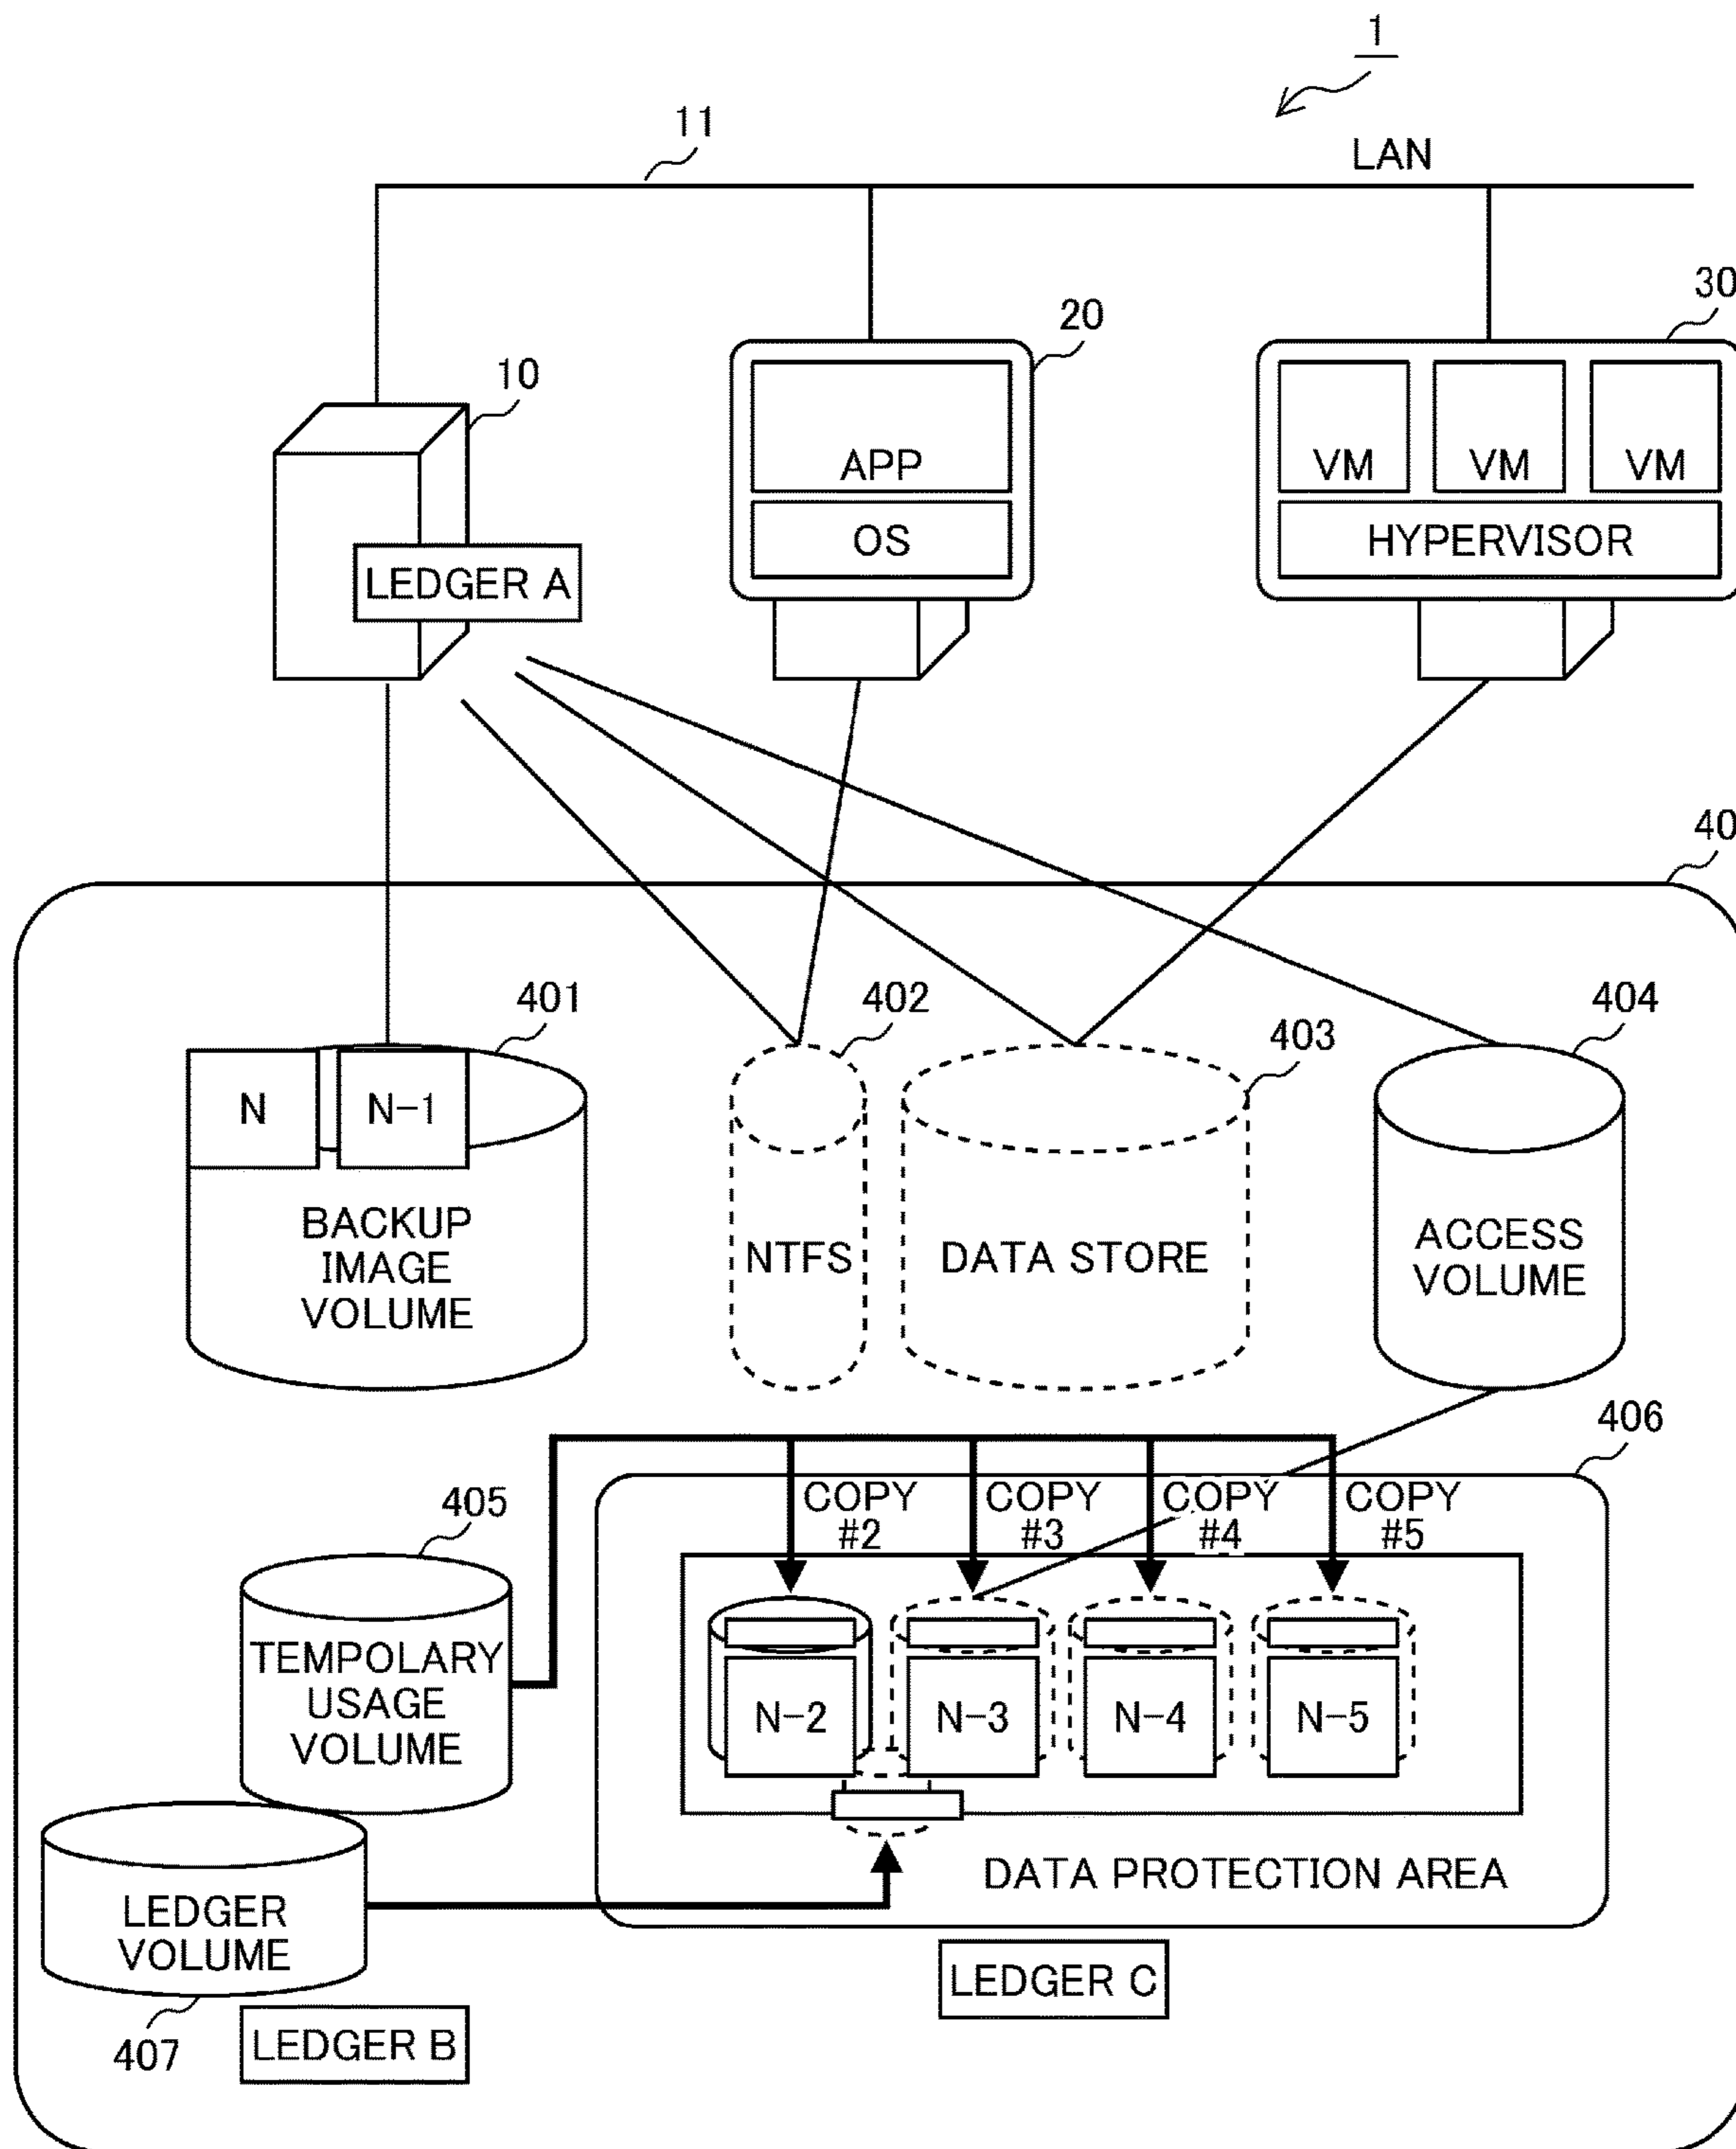 1
11
LAN
30
20
10
APP
VM
VM
VM
OS
HYPERVISOR
LEDGER A
40
401
402
404
403
N
N-1
BACKUP
IMAGE
VOLUME
NTFS
DATA STORE
ACCESS
VOLUME
406
405
COPY
#2
COPY
#3
COPY
#4
COPY
#5
TEMPOLARY
USAGE
VOLUME
N-2
N-3
N-4
N-5
DATA PROTECTION AREA
LEDGER
VOLUME
LEDGER C
407
LEDGER B